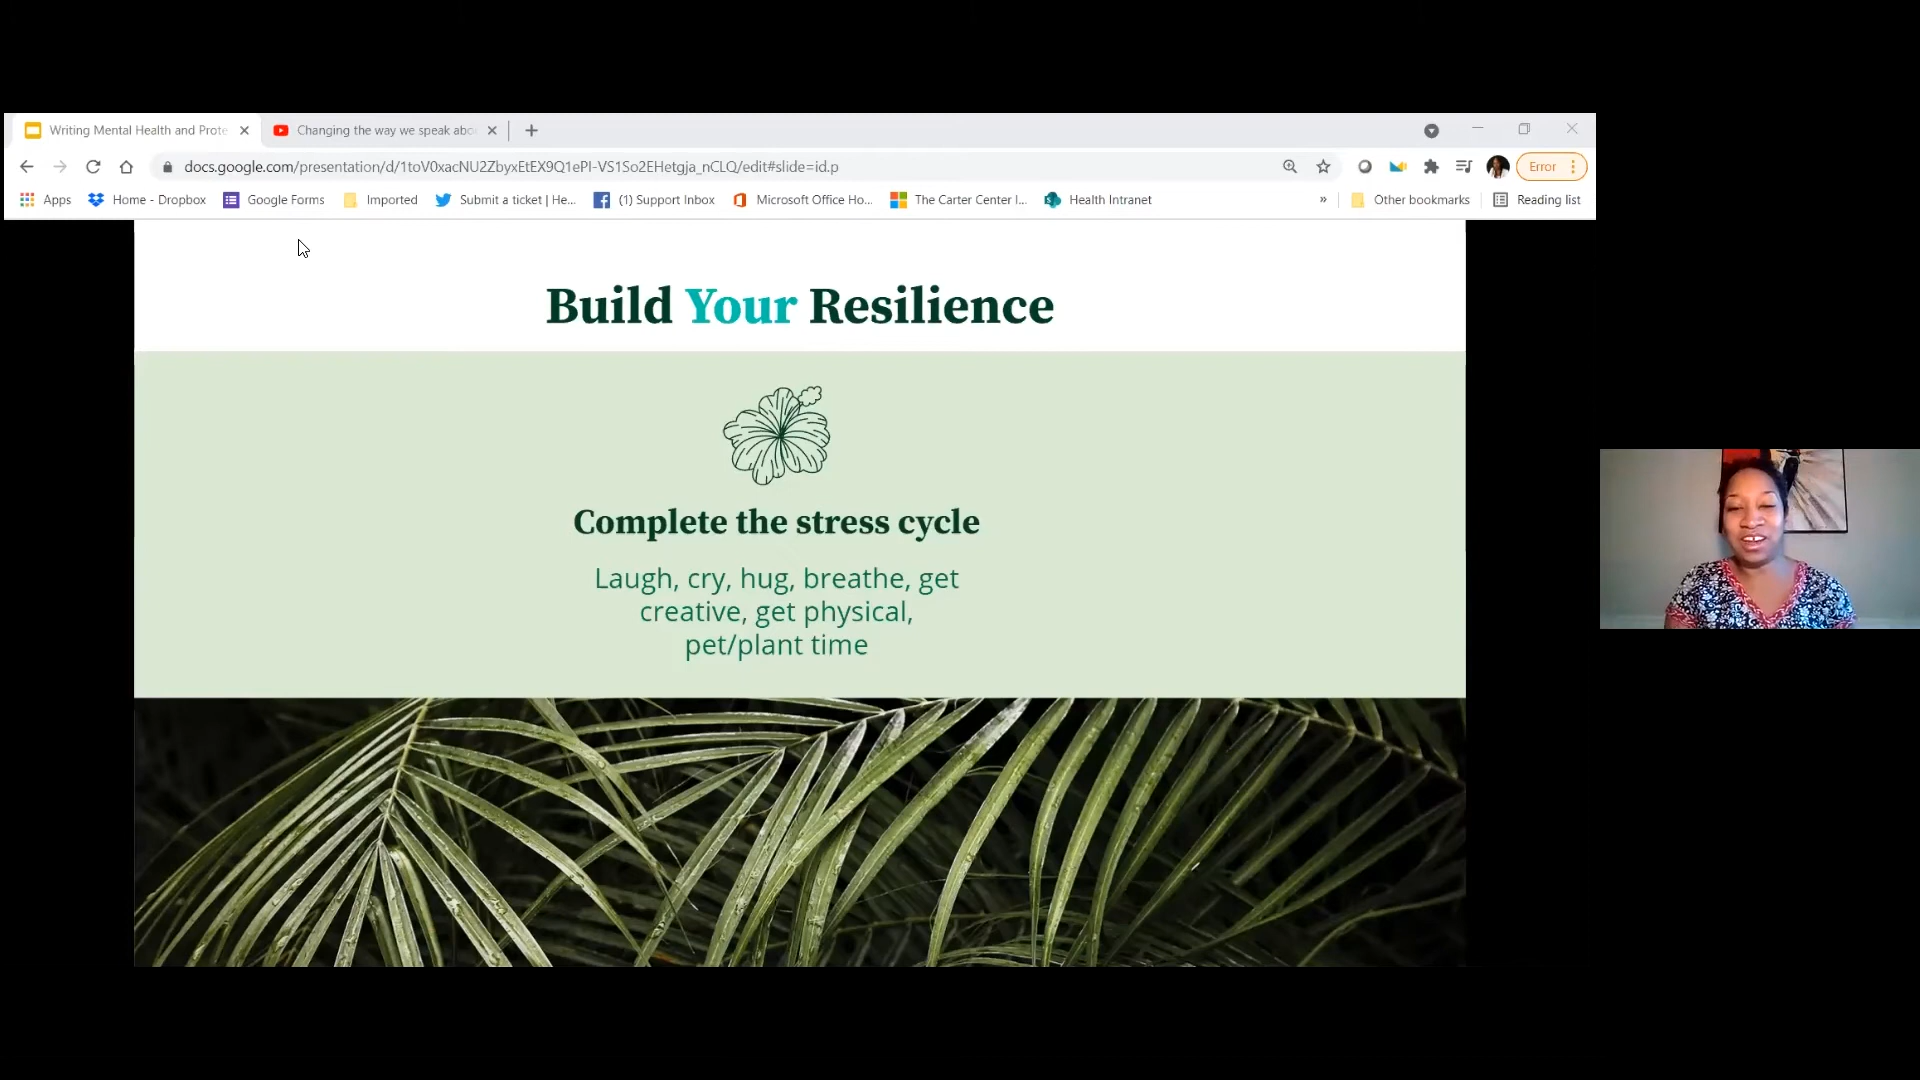 Writing Mental Health and Prote
Changing the way we speak abo
docs.google.com/presentation/d/1toV0xacNU2ZbyxEtEX9Q1ePI-VS1So2EHetgja_nCLQ/edit#slide=id.p
Error
Apps
Home - Dropbox
Google Forms
Imported
Submit a ticket | He...
(1) Support Inbox
Microsoft Office Ho...
The Carter Center I...
Health Intranet
»
Other bookmarks
Reading list
Build Your Resilience
Complete the stress cycle
Laugh, cry, hug, breathe, get
creative, get physical,
pet/plant time